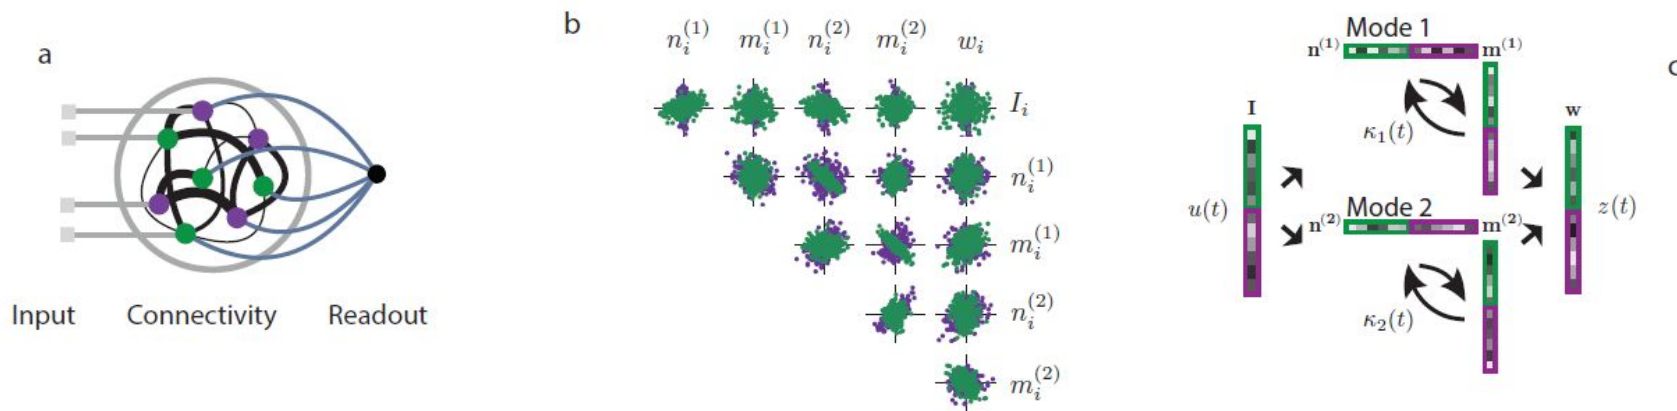 a
Input
Connectivity
Readout
b
n_i^{(1)} m_i^{(1)} n_i^{(2)} m_i^{(2)} w_i
I_i
n_i^{(1)}
m_i^{(1)}
n_i^{(2)}
m_i^{(2)}
Mode 1
n^{(1)} m^{(1)}
κ_1(t)
I
u(t)
Mode 2
n^{(2)} m^{(2)}
κ_2(t)
w
z(t)